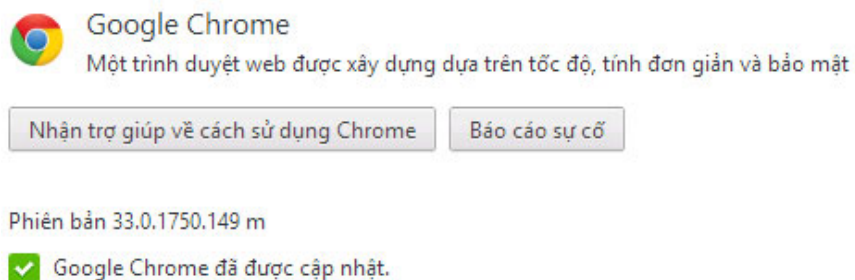 Google Chrome
Một trình duyệt web được xây dựng dựa trên tốc độ, tính đơn giản và bảo mật
Nhận trợ giúp về cách sử dụng Chrome Báo cáo sự cố
Phiên bản 33.0.1750.149 m
Google Chrome đã được cập nhật.